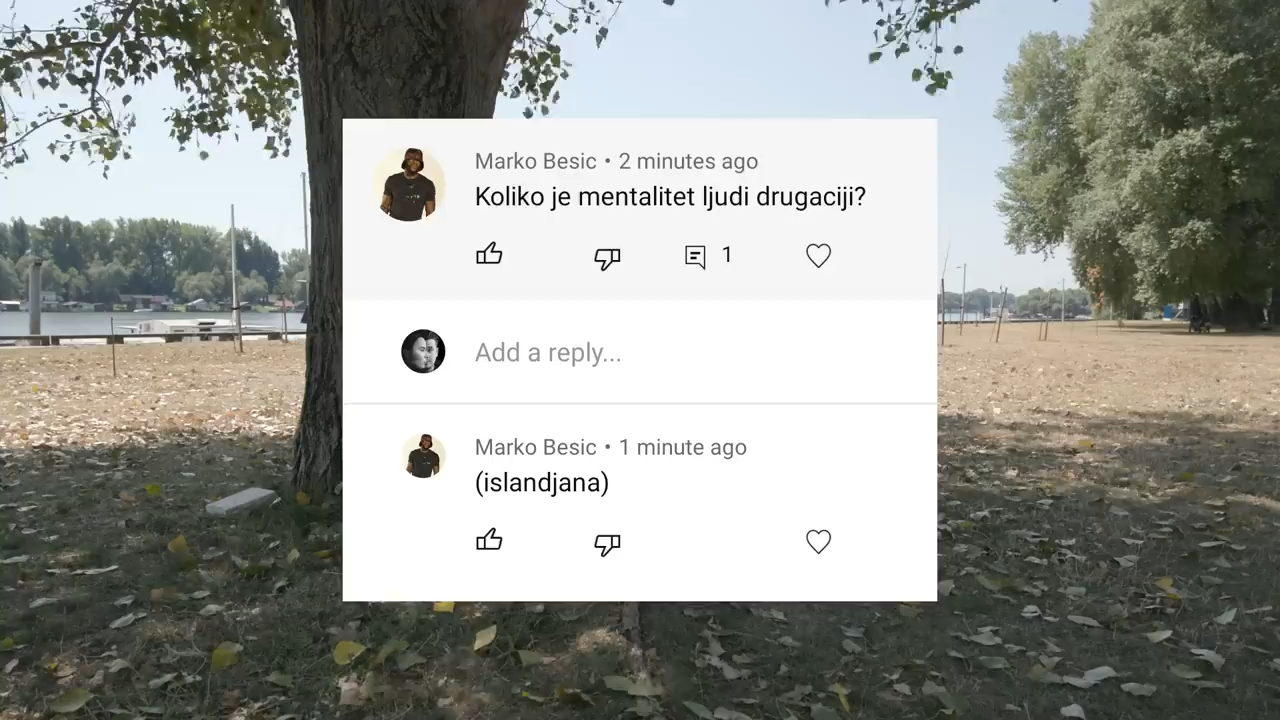 Marko Besic • 2 minutes ago
Koliko je mentalitet ljudi drugaciji?
1
Add a reply...
Marko Besic • 1 minute ago
(islandjana)